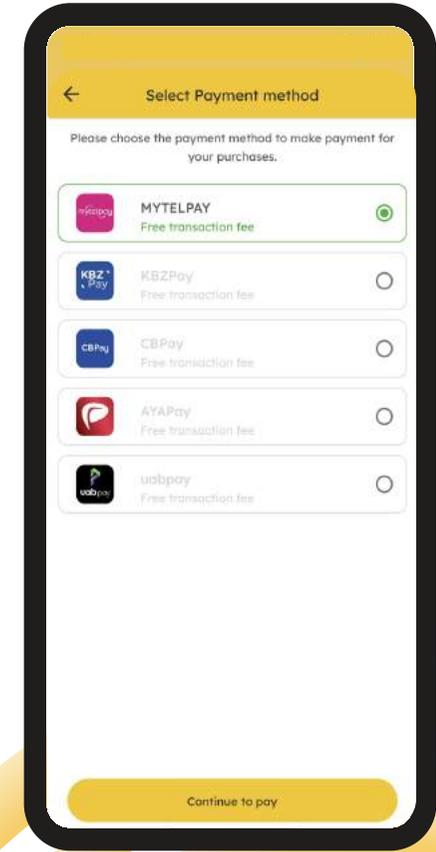 Select Payment method
Please choose the payment method to make payment for
your purchases.
mytelpay
MYTELPAY
Free transaction fee
KBZ
Pay
KBZPay
Free transaction fee
CBPay
CBPay
Free transaction fee
AYAPay
Free transaction fee
uabpay
uabpay
Free transaction fee
Continue to pay